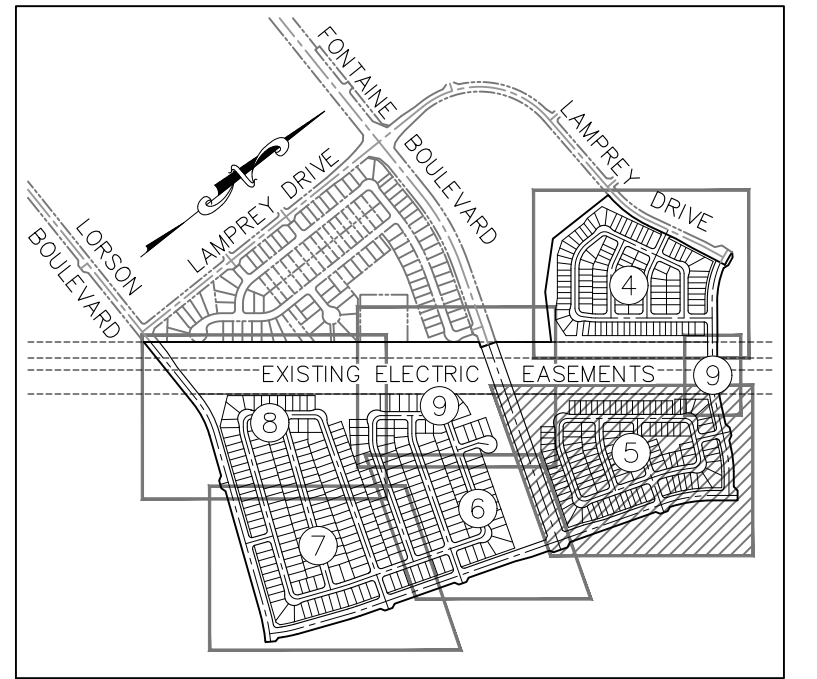 FONTAINE
BOULEVARD
LAMPREY
DRIVE
LAMPREY DRIVE
LORSON
BOULEVARD
N
4
EXISTING ELECTRIC EASEMENTS
9
9
8
5
6
7